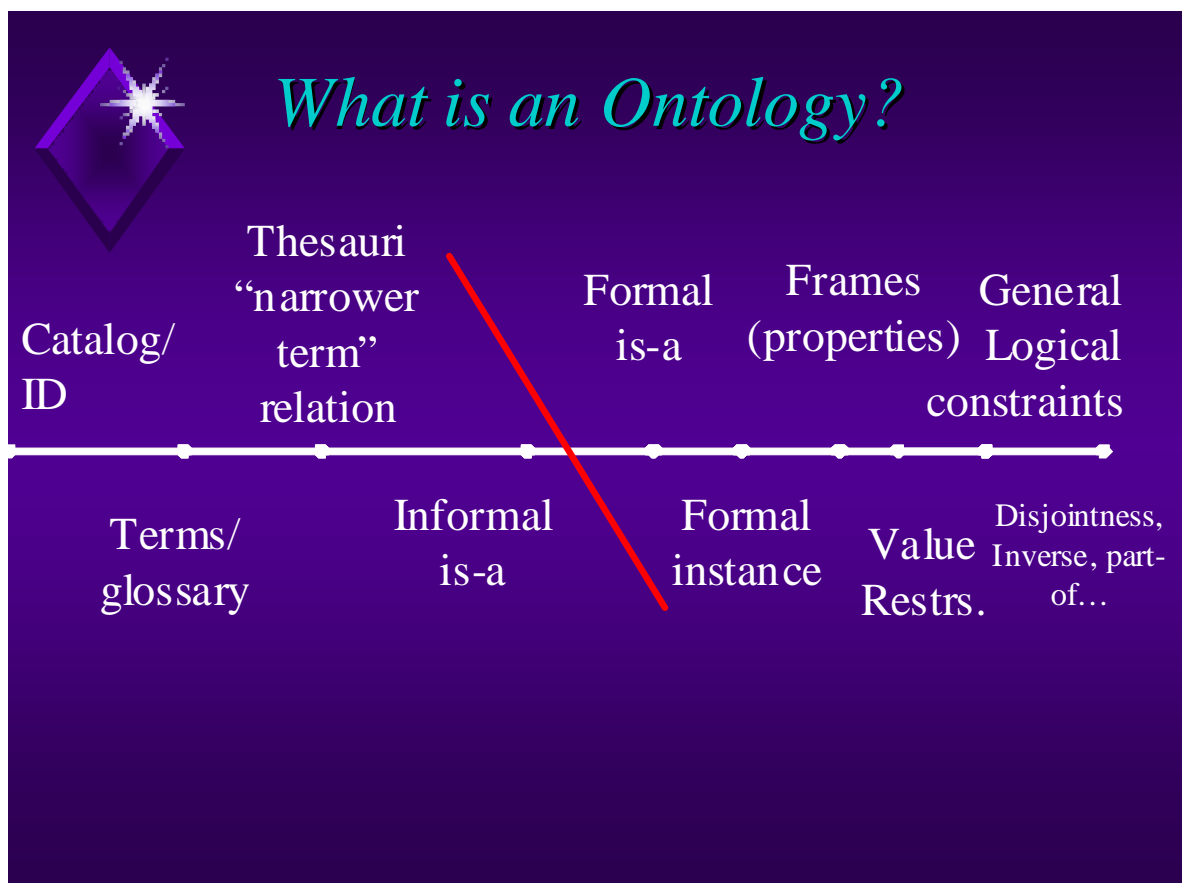 What is an Ontology?
Catalog/
ID
Thesauri
“narrower
term”
relation
Formal
is-a
Frames
(properties)
General
Logical
constraints
Terms/
glossary
Informal
is-a
Formal
instance
Value
Restrs.
Disjointness,
Inverse, part-
of…